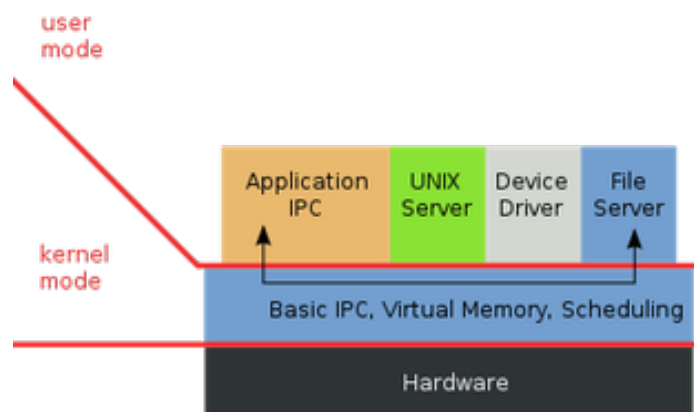 user
mode
Application
IPC
UNIX
Server
Device
Driver
File
Server
kernel
mode
Basic IPC, Virtual Memory, Scheduling
Hardware